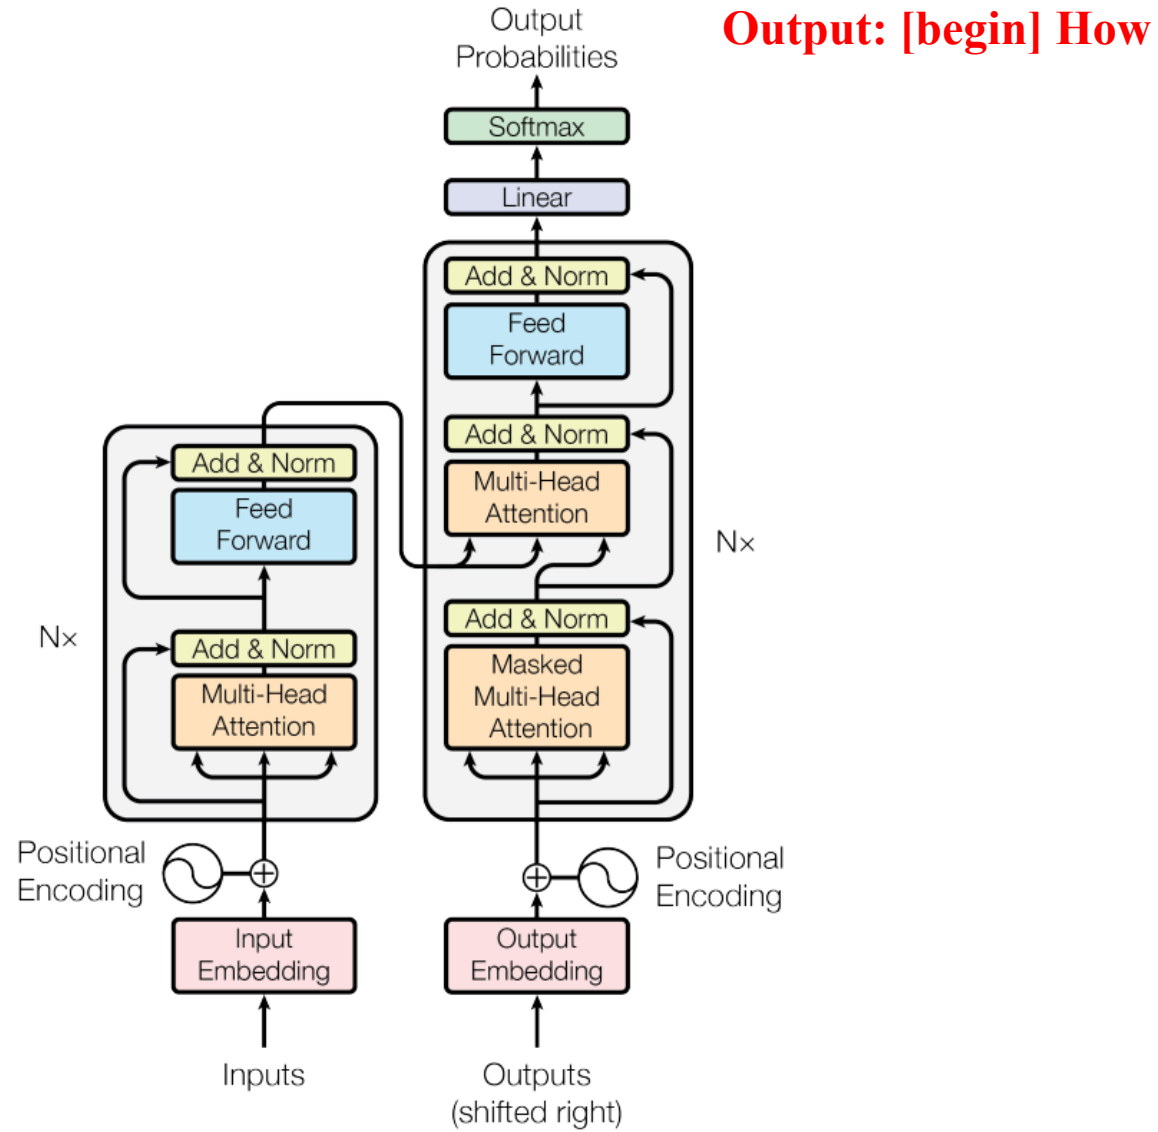 Output: [begin] How
Output
Probabilities
Softmax
Linear
Add & Norm
Feed
Forward
Add & Norm
Multi-Head
Attention
Nx
Add & Norm
Masked
Multi-Head
Attention
Add & Norm
Feed
Forward
Nx
Add & Norm
Multi-Head
Attention
Positional
Encoding
Positional
Encoding
Input
Embedding
Output
Embedding
Inputs
Outputs
(shifted right)